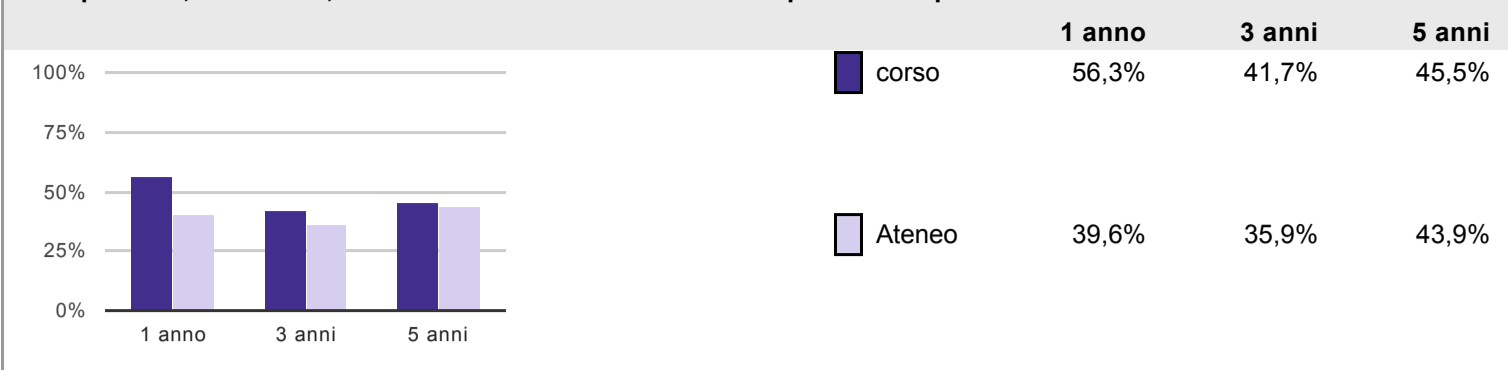 1 anno 3 anni 5 anni
100%
75%
50%
25%
0%
1 anno 3 anni 5 anni
corso 56,3% 41,7% 45,5%
Ateneo 39,6% 35,9% 43,9%